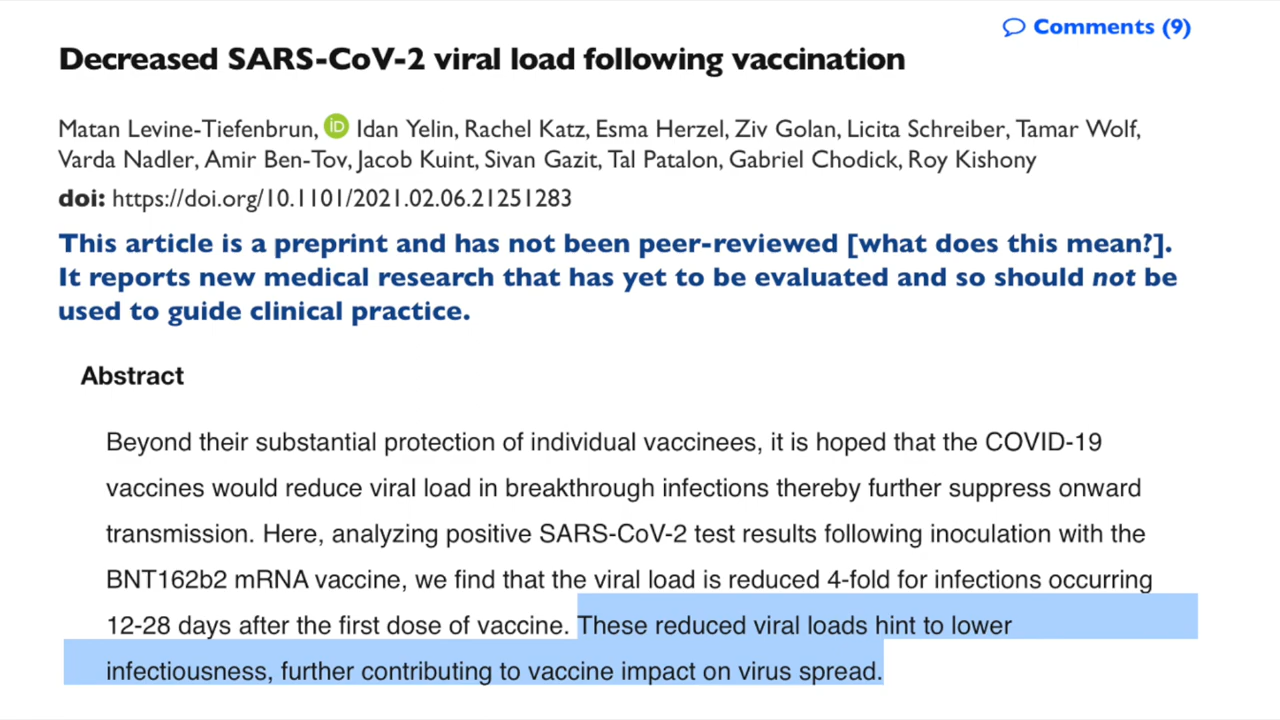 Comments (9)
Decreased SARS-CoV-2 viral load following vaccination
Matan Levine-Tiefenbrun, iD Idan Yelin, Rachel Katz, Esma Herzel, Ziv Golan, Licita Schreiber, Tamar Wolf,
Varda Nadler, Amir Ben-Tov, Jacob Kuint, Sivan Gazit, Tal Patalon, Gabriel Chodick, Roy Kishony
doi: https://doi.org/10.1101/2021.02.06.21251283
This article is a preprint and has not been peer-reviewed [what does this mean?].
It reports new medical research that has yet to be evaluated and so should not be
used to guide clinical practice.
Abstract
Beyond their substantial protection of individual vaccinees, it is hoped that the COVID-19
vaccines would reduce viral load in breakthrough infections thereby further suppress onward
transmission. Here, analyzing positive SARS-CoV-2 test results following inoculation with the
BNT162b2 mRNA vaccine, we find that the viral load is reduced 4-fold for infections occurring
12-28 days after the first dose of vaccine. These reduced viral loads hint to lower
infectiousness, further contributing to vaccine impact on virus spread.